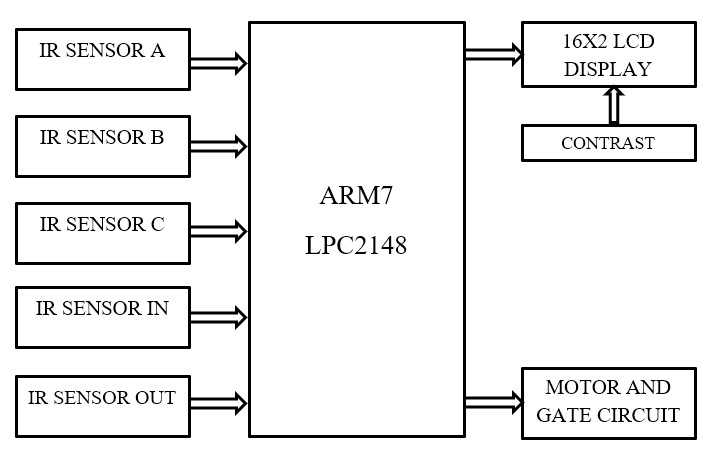 IR SENSOR A
IR SENSOR B
IR SENSOR C
IR SENSOR IN
IR SENSOR OUT
ARM7
LPC2148
16X2 LCD
DISPLAY
CONTRAST
MOTOR AND
GATE CIRCUIT